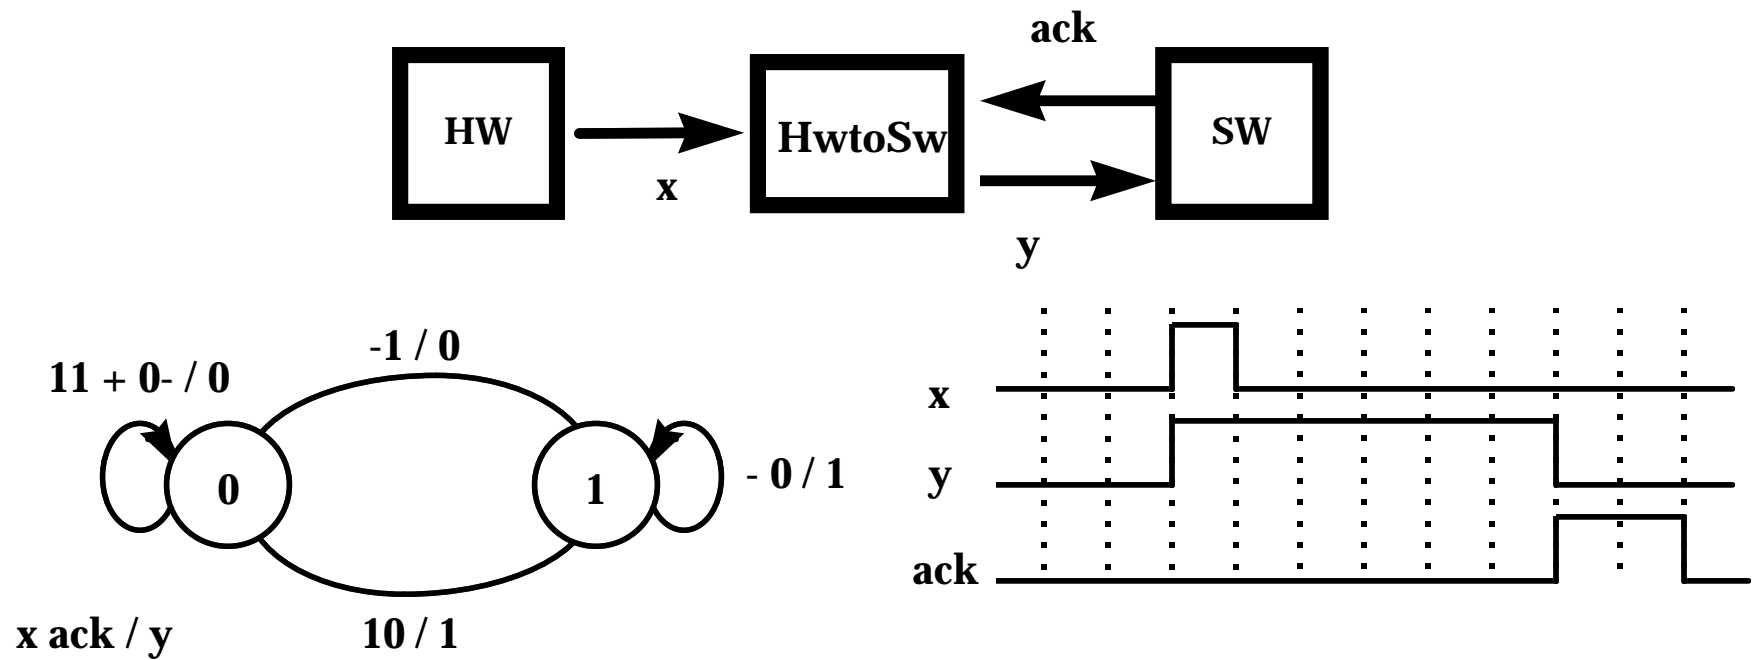 ack
HW
HwtoSw
SW
x
y
-1 / 0
11 + 0- / 0
0
1
- 0 / 1
x ack / y
10 / 1
x
y
ack